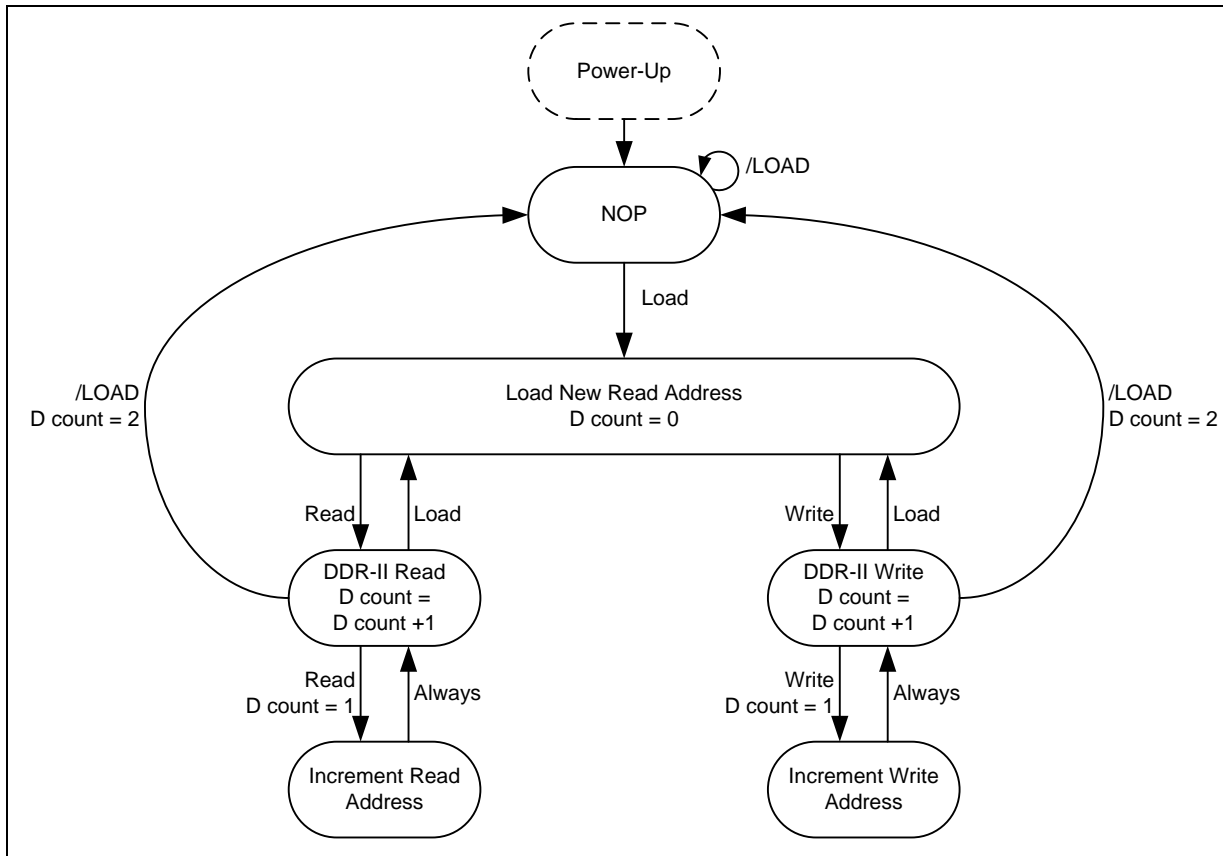 Power-Up
/LOAD
NOP
Load
/LOAD
D count = 2
Load New Read Address
D count = 0
/LOAD
D count = 2
Read
Load
Write
Load
DDR-II Read
D count =
D count +1
DDR-II Write
D count =
D count +1
Read
D count = 1
Always
Write
D count = 1
Always
Increment Read
Address
Increment Write
Address